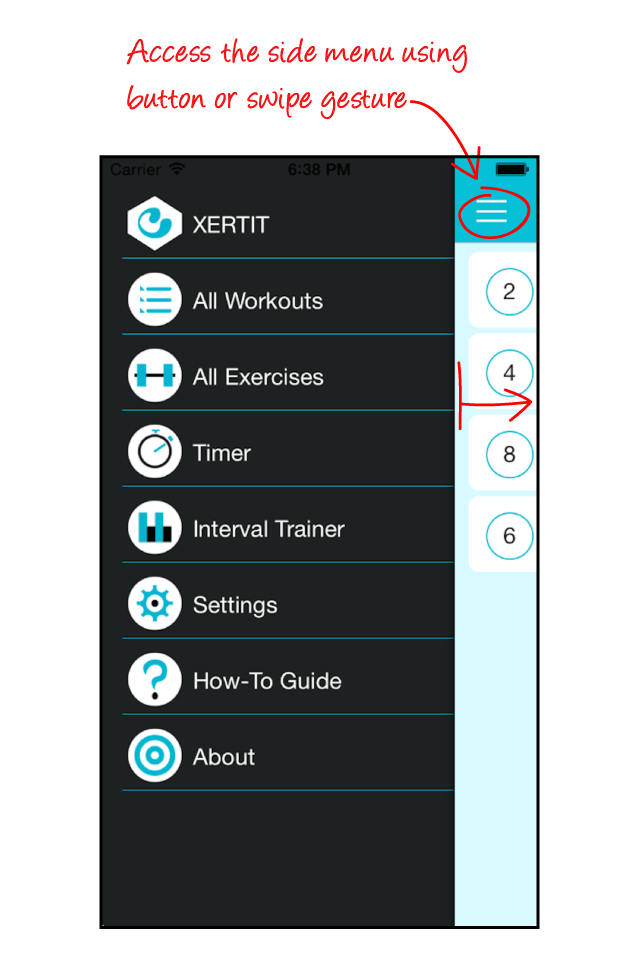 Access the side menu using
button or swipe gesture
Carrier 6:38 PM
XERTIT
All Workouts
2
All Exercises
4
Timer
8
Interval Trainer
6
Settings
How-To Guide
About